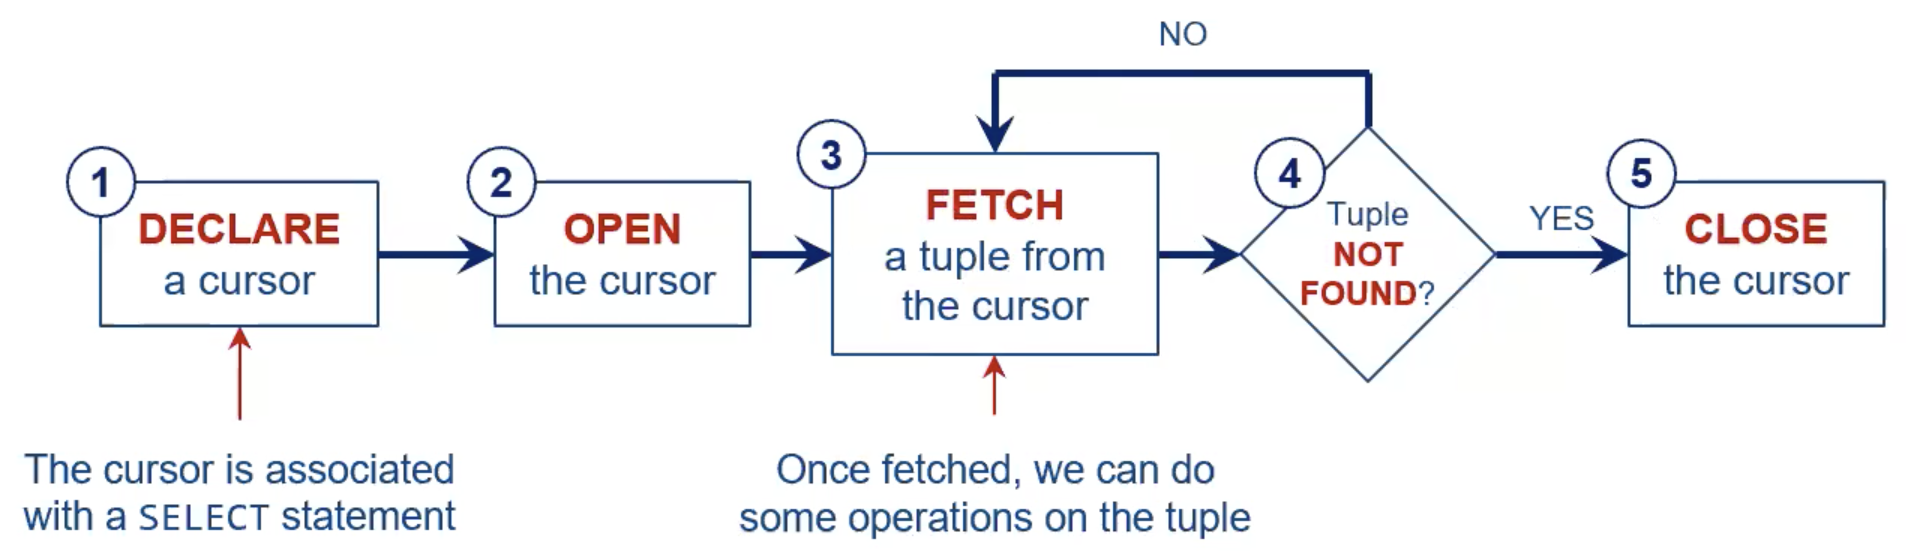 NO
1
DECLARE
a cursor
2
OPEN
the cursor
3
FETCH
a tuple from
the cursor
4
Tuple
NOT
FOUND?
YES
5
CLOSE
the cursor
The cursor is associated
with a SELECT statement
Once fetched, we can do
some operations on the tuple